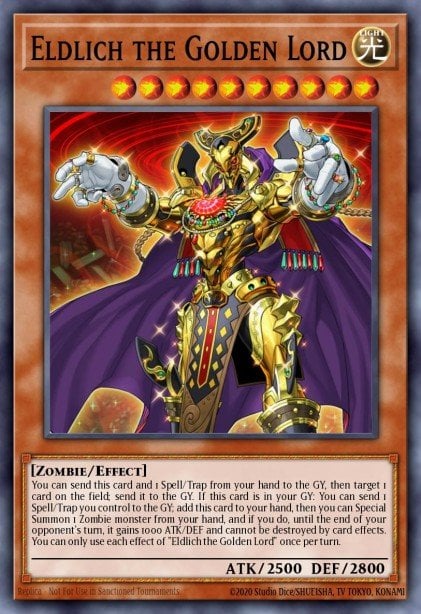 ELDLICH THE GOLDEN LORD
LIGHT
光
[ZOMBIE/EFFECT]
You can send this card and 1 Spell/Trap from your hand to the GY, then target 1
card on the field; send it to the GY. If this card is in your GY: You can send 1
Spell/Trap you control to the GY; add this card to your hand, then you can Special
Summon 1 Zombie monster from your hand, and if you do, until the end of your
opponent's turn, it gains 1000 ATK/DEF and cannot be destroyed by card effects.
You can only use each effect of "Eldlich the Golden Lord" once per turn.
ATK/2500 DEF/2800
Replica - Not For Use in Sanctioned Tournaments ©2020 Studio Dice/SHUEISHA, TV TOKYO, KONAMI